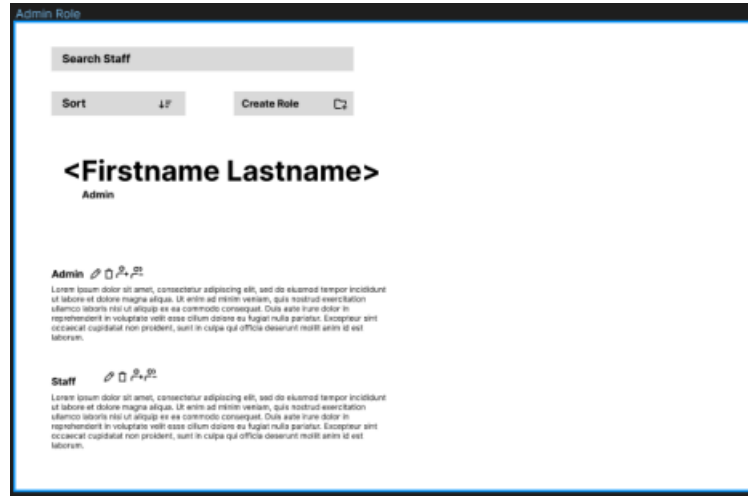 Admin Role
Search Staff
Sort
Create Role
<Firstname Lastname>
Admin
Admin
Lorem ipsum dolor sit amet, consectetur adipiscing elit, sed do eiusmod tempor incididunt
ut labore et dolore magna aliqua. Ut enim ad minim veniam, quis nostrud exercitation
ullamco laboris nisi ut aliquip ex ea commodo consequat. Duis aute irure dolor in
reprehenderit in voluptate velit esse cillum dolore eu fugiat nulla pariatur. Excepteur sint
occaecat cupidatat non proident, sunt in culpa qui officia deserunt mollit anim id est
laborum.
Staff
Lorem ipsum dolor sit amet, consectetur adipiscing elit, sed do eiusmod tempor incididunt
ut labore et dolore magna aliqua. Ut enim ad minim veniam, quis nostrud exercitation
ullamco laboris nisi ut aliquip ex ea commodo consequat. Duis aute irure dolor in
reprehenderit in voluptate velit esse cillum dolore eu fugiat nulla pariatur. Excepteur sint
occaecat cupidatat non proident, sunt in culpa qui officia deserunt mollit anim id est
laborum.